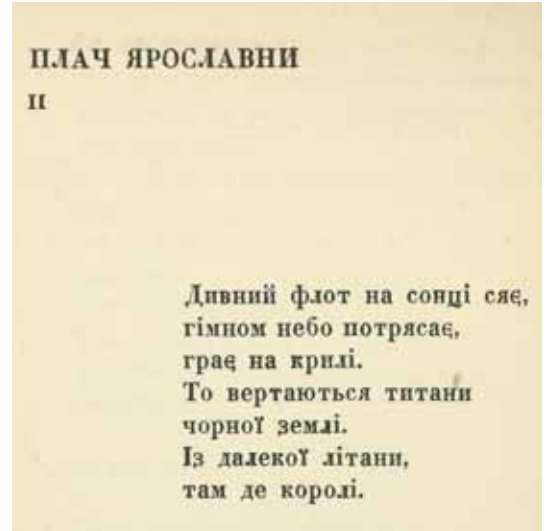 ПЛАЧ ЯРОСЛАВНИ
II
Дивний флот на сонці сяє,
гімном небо потрясає,
грає на крилі.
То вертаються титани
чорної землі.
Із далекої літани,
там де королі.